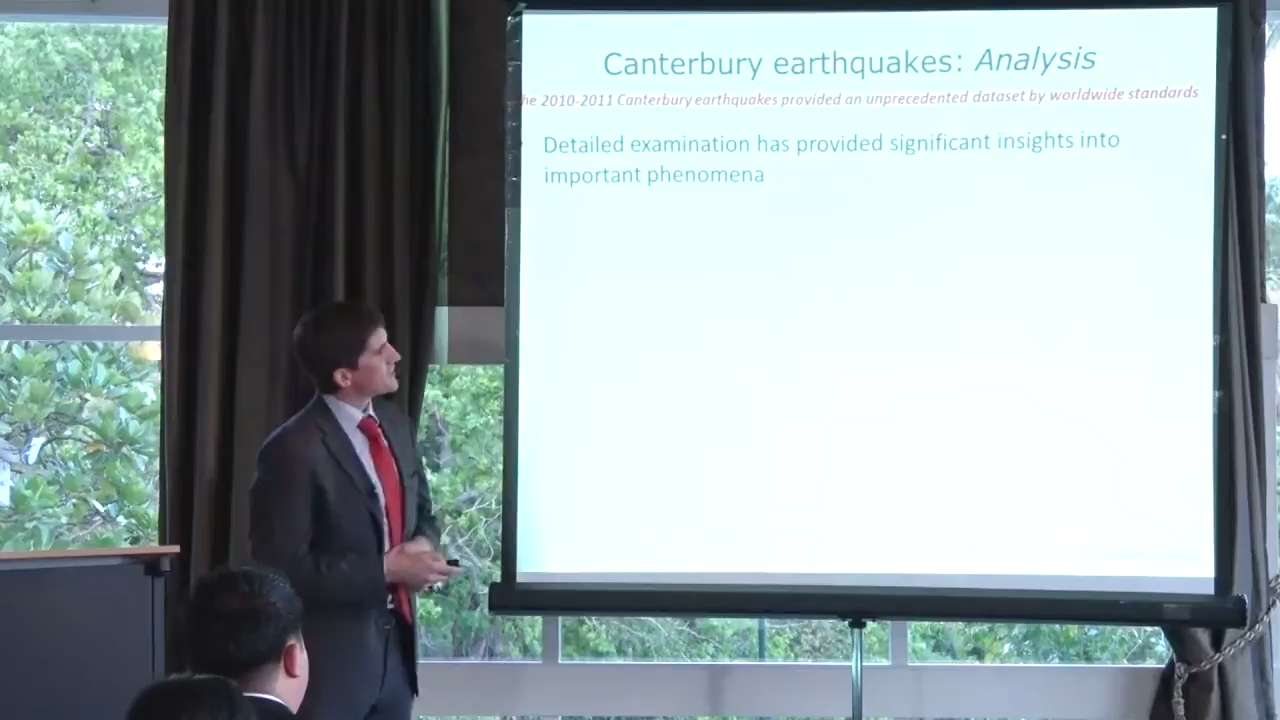 Canterbury earthquakes: Analysis
he 2010-2011 Canterbury earthquakes provided an unprecedented dataset by worldwide standards
Detailed examination has provided significant insights into
important phenomena